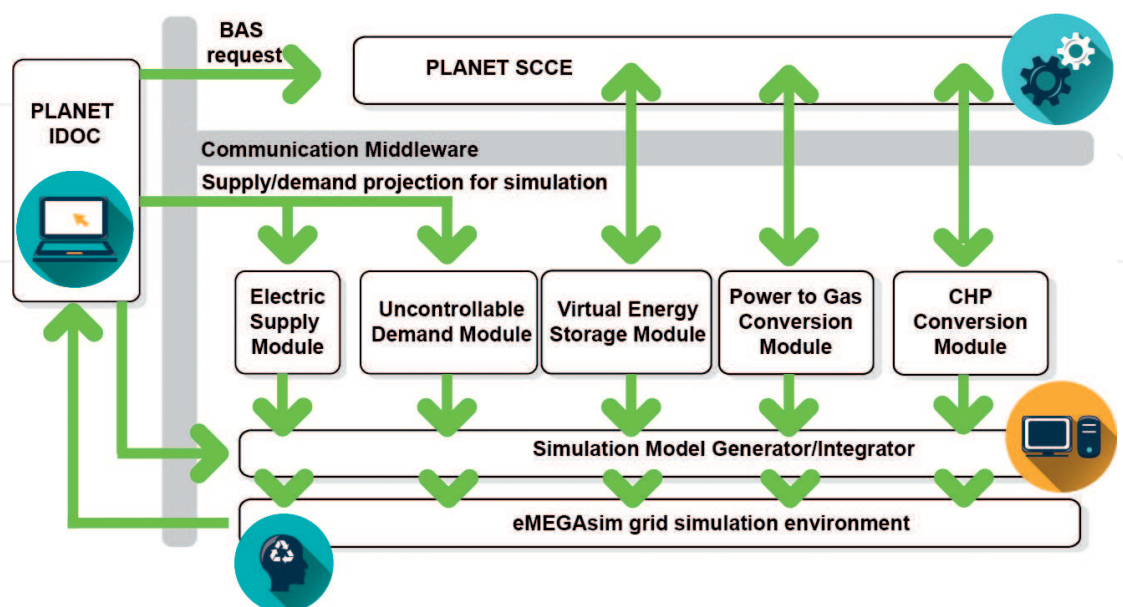 BAS
request
PLANET SCCE
PLANET
IDOC
Communication Middleware
Supply/demand projection for simulation
Electric
Supply
Module
Uncontrollable
Demand Module
Virtual Energy
Storage Module
Power to Gas
Conversion
Module
CHP
Conversion
Module
Simulation Model Generator/Integrator
eMEGAsim grid simulation environment